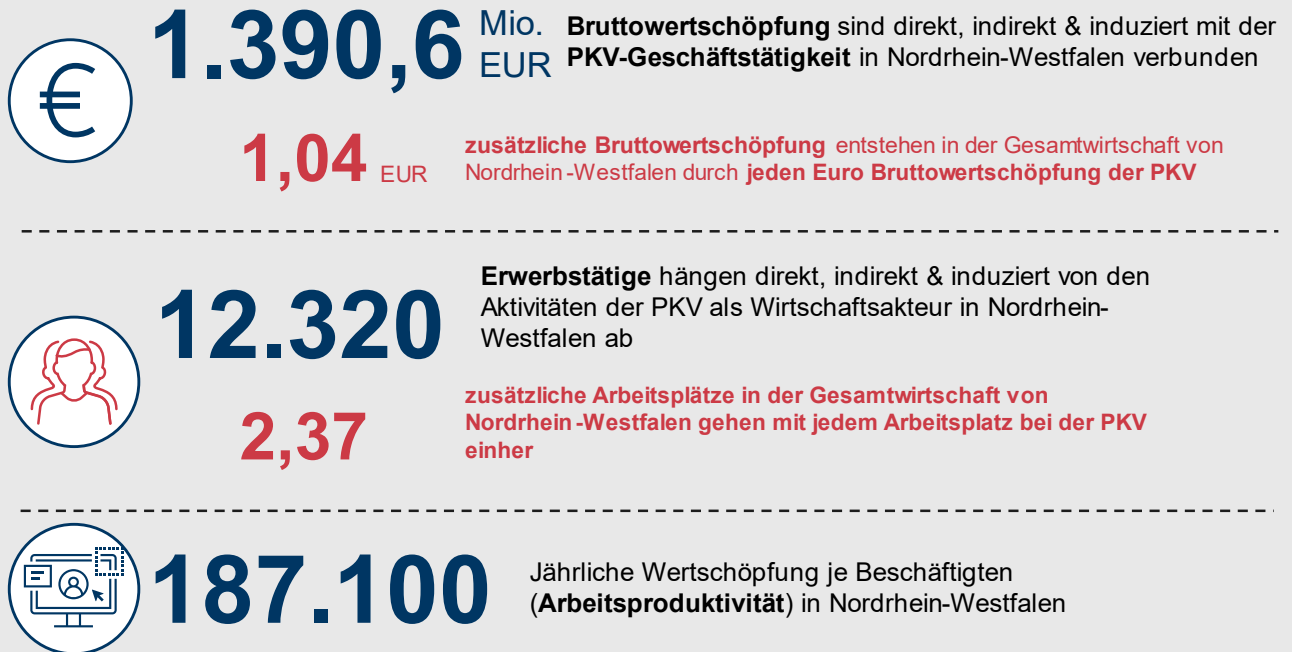 1.390,6 Mio. EUR
Bruttowertschöpfung sind direkt, indirekt & induziert mit der
PKV-Geschäftstätigkeit in Nordrhein-Westfalen verbunden
€
1,04 EUR
zusätzliche Bruttowertschöpfung entstehen in der Gesamtwirtschaft von
Nordrhein-Westfalen durch jeden Euro Bruttowertschöpfung der PKV
12.320
Erwerbstätige hängen direkt, indirekt & induziert von den
Aktivitäten der PKV als Wirtschaftsakteur in Nordrhein-
Westfalen ab
2,37
zusätzliche Arbeitsplätze in der Gesamtwirtschaft von
Nordrhein-Westfalen gehen mit jedem Arbeitsplatz bei der PKV
einher
187.100
Jährliche Wertschöpfung je Beschäftigten
(Arbeitsproduktivität) in Nordrhein-Westfalen